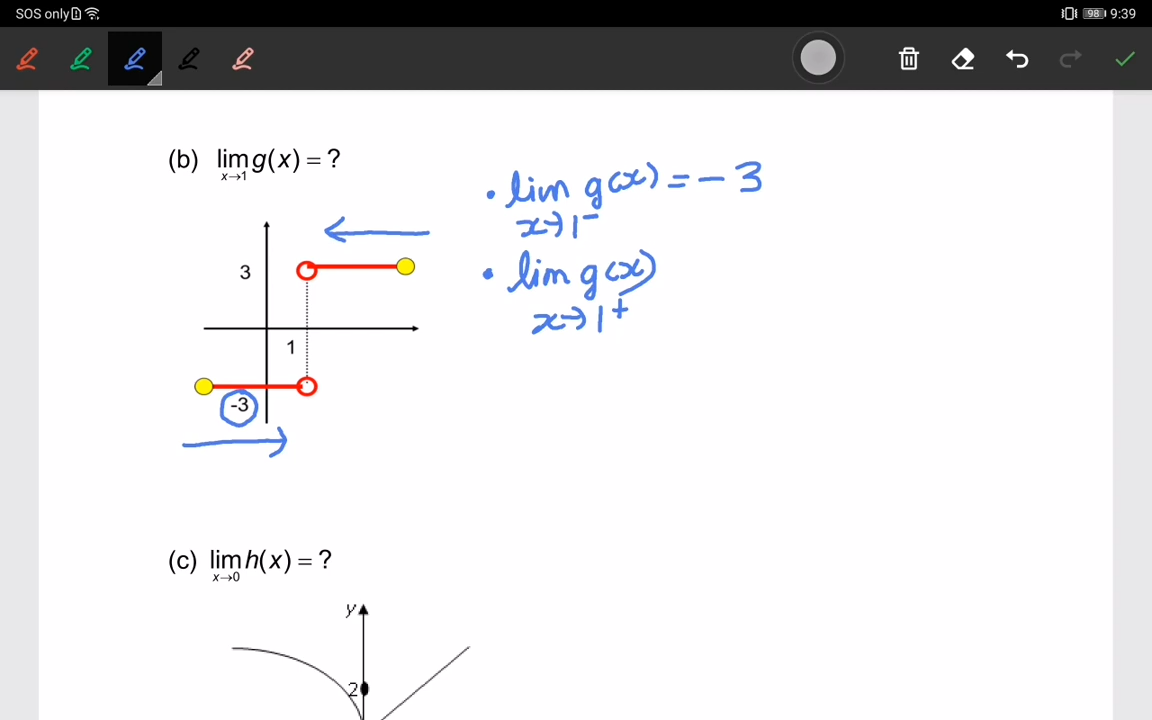 SOS only 98 9:39
(b) lim g(x) = ?
x→1
• lim g(x) = – 3
x→1⁻
3
• lim g(x)
x→1⁺
1
-3
(c) lim h(x) = ?
x→0
y
2